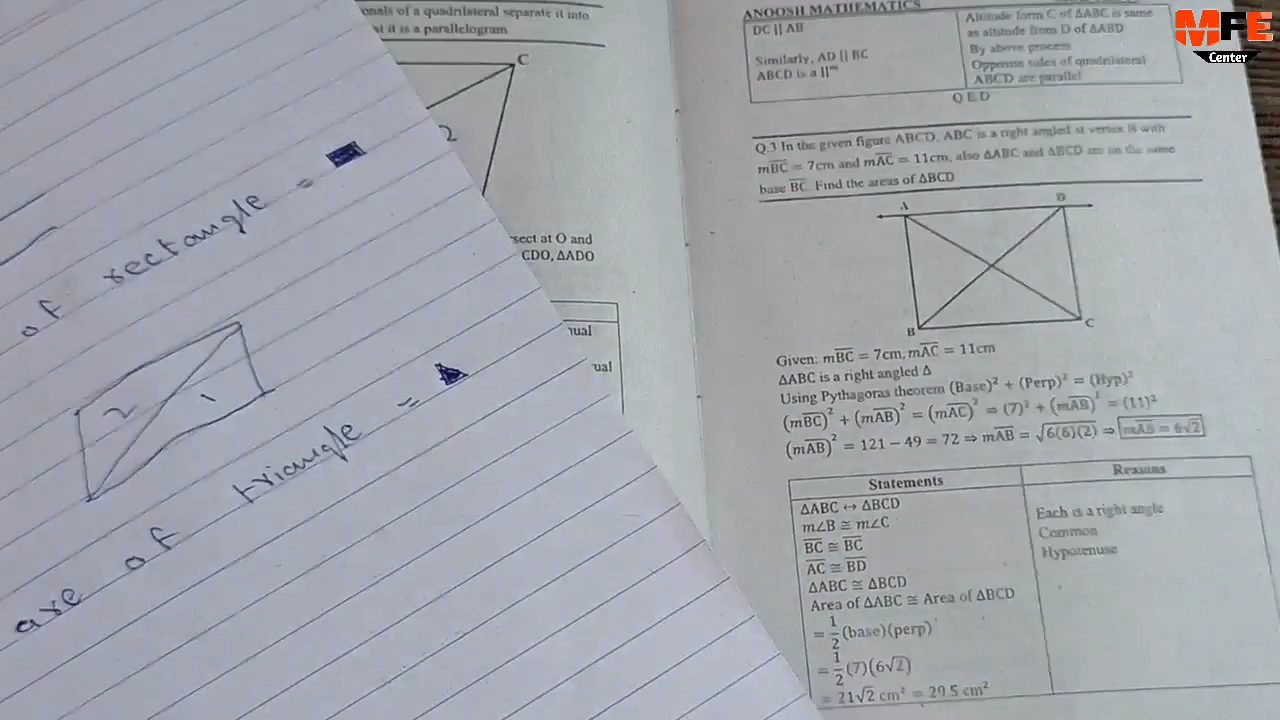 of rectangle =
2
1
are of triangle =
onals of a quadrilateral separate it into
it is a parallelogram
C
2
sect at O and
CDO, ΔADO
ual
ual
ANOOSH MATHEMATICS
DC || AB
Similarly, AD || BC
ABCD is a ||ᵐ
Altitude form C of ΔABC is same
as altitude from D of ΔABD
By above process
Opposite sides of quadrilateral
ABCD are parallel
Q E D
Q.3 In the given figure ABCD, ABC is a right angled at vertex B with
mBC = 7cm and mAC = 11cm, also ΔABC and ΔBCD are on the same
base BC. Find the areas of ΔBCD
A D
B C
Given: mBC = 7cm, mAC = 11cm
ΔABC is a right angled Δ
Using Pythagoras theorem (Base)² + (Perp)² = (Hyp)²
(mBC)² + (mAB)² = (mAC)² ⇒ (7)² + (mAB)² = (11)²
(mAB)² = 121 − 49 = 72 ⇒ mAB = √6(6)(2) ⇒ mAB = 6√2
Statements Reasons
ΔABC ↔ ΔBCD
m∠B ≅ m∠C Each is a right angle
BC ≅ BC Common
AC ≅ BD Hypotenuse
ΔABC ≅ ΔBCD
Area of ΔABC ≅ Area of ΔBCD
= 1/2 (base)(perp)
= 1/2 (7)(6√2)
= 21√2 cm² = 29.5 cm²
MFE
Center